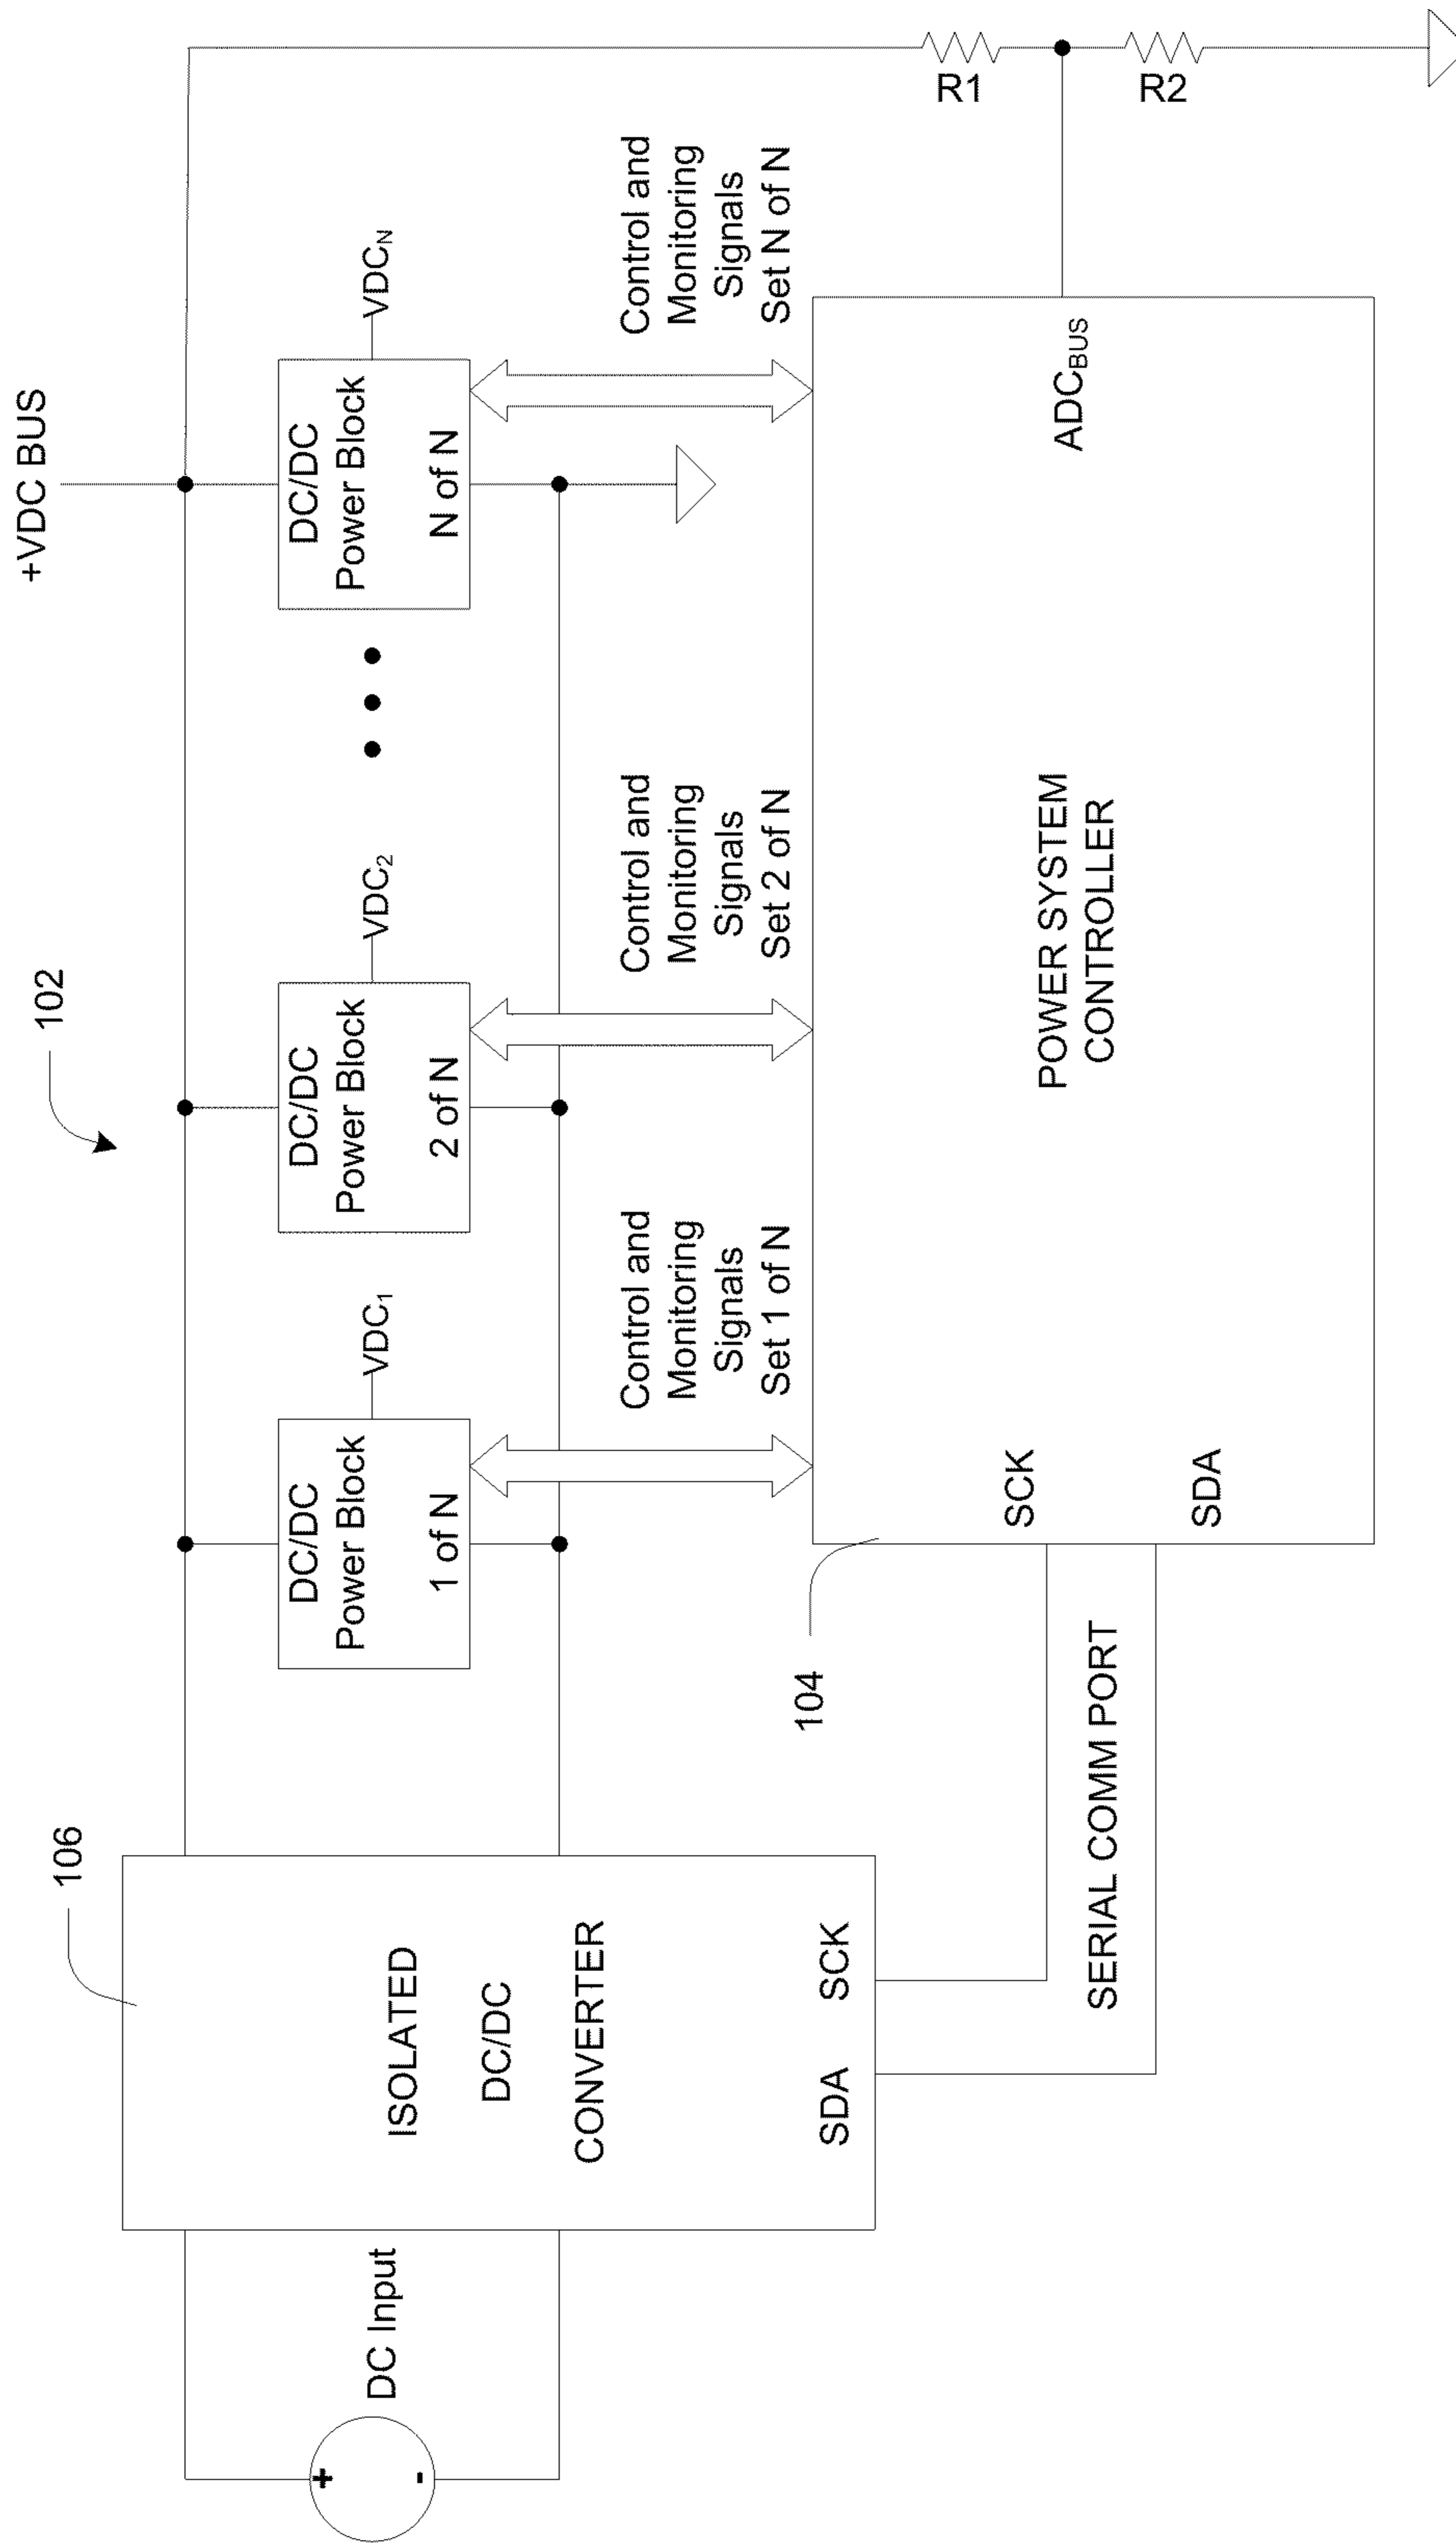 +VDC BUS
102
106
DC Input
+
-
ISOLATED
DC/DC
CONVERTER
SDA
SCK
DC/DC
Power Block
1 of N
VDC1
DC/DC
Power Block
2 of N
VDC2
DC/DC
Power Block
N of N
VDCN
Control and
Monitoring
Signals
Set 1 of N
Control and
Monitoring
Signals
Set 2 of N
Control and
Monitoring
Signals
Set N of N
R1
R2
104
SCK
SDA
POWER SYSTEM
CONTROLLER
ADCBUS
SERIAL COMM PORT